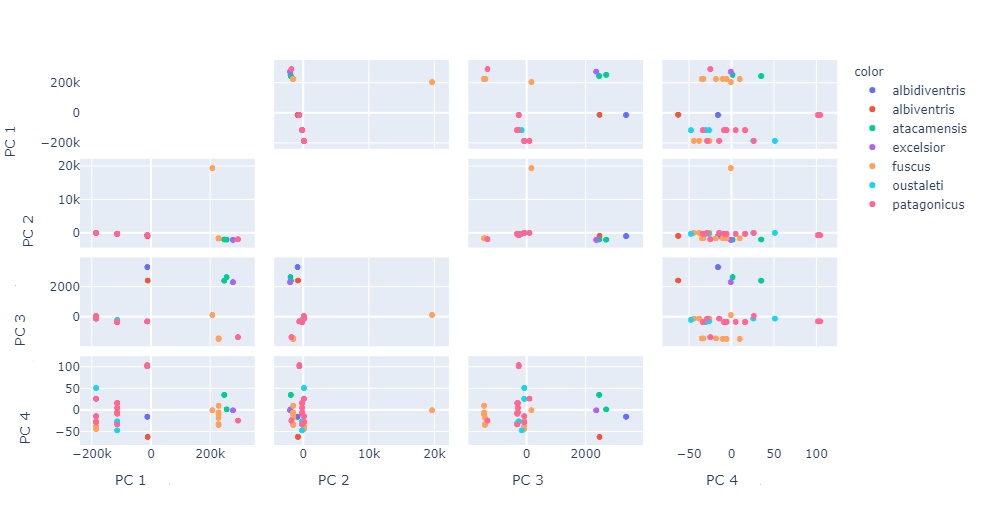 PC 1
200k
0
−200k
PC 2
20k
10k
0
PC 3
2000
0
PC 4
100
50
0
−50
−200k 0 200k 0 10k 20k 0 2000 −50 0 50 100
PC 1 PC 2 PC 3 PC 4
color
albidiventris
albiventris
atacamensis
excelsior
fuscus
oustaleti
patagonicus